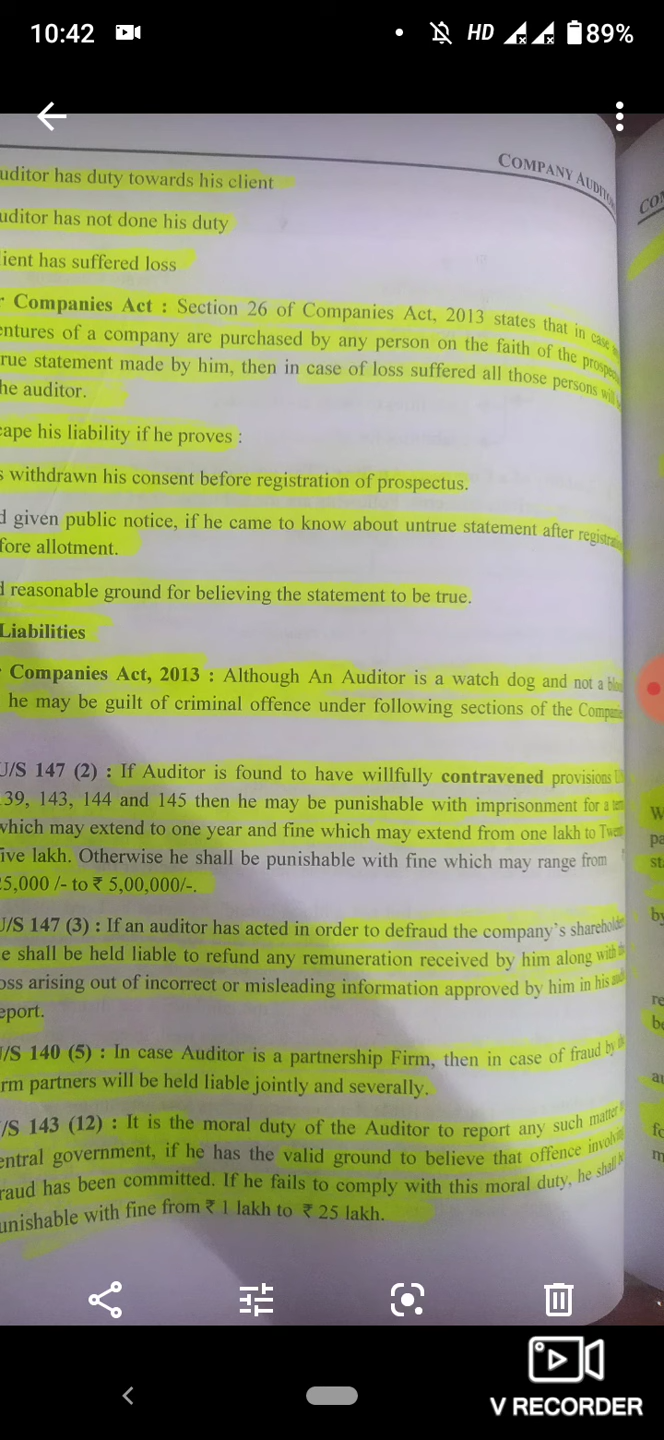 10:42
HD
89%
COMPANY AUDITOR
uditor has duty towards his client
uditor has not done his duty
lient has suffered loss
r Companies Act : Section 26 of Companies Act, 2013 states that in case
entures of a company are purchased by any person on the faith of the prospe
rue statement made by him, then in case of loss suffered all those persons will
he auditor.
cape his liability if he proves :
s withdrawn his consent before registration of prospectus.
d given public notice, if he came to know about untrue statement after registra
fore allotment.
d reasonable ground for believing the statement to be true.
Liabilities
r Companies Act, 2013 : Although An Auditor is a watch dog and not a
he may be guilt of criminal offence under following sections of the Companie
U/S 147 (2) : If Auditor is found to have willfully contravened provisions U
39, 143, 144 and 145 then he may be punishable with imprisonment for a
which may extend to one year and fine which may extend from one lakh to Twen
five lakh. Otherwise he shall be punishable with fine which may range from
25,000 /- to ₹ 5,00,000/-.
U/S 147 (3) : If an auditor has acted in order to defraud the company's sharehold
e shall be held liable to refund any remuneration received by him along with
oss arising out of incorrect or misleading information approved by him in his
eport.
/S 140 (5) : In case Auditor is a partnership Firm, then in case of fraud by
rm partners will be held liable jointly and severally.
/S 143 (12) : It is the moral duty of the Auditor to report any such matter
entral government, if he has the valid ground to believe that offence involvin
raud has been committed. If he fails to comply with this moral duty, he shall
unishable with fine from ₹ 1 lakh to ₹ 25 lakh.
V RECORDER